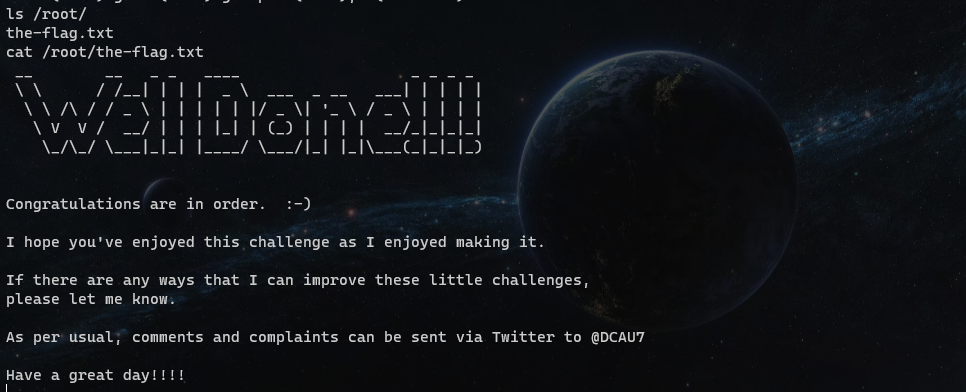 ls /root/
the-flag.txt
cat /root/the-flag.txt
Well Done!!!!
Congratulations are in order.  :-)
I hope you've enjoyed this challenge as I enjoyed making it.
If there are any ways that I can improve these little challenges,
please let me know.
As per usual, comments and complaints can be sent via Twitter to @DCAU7
Have a great day!!!!